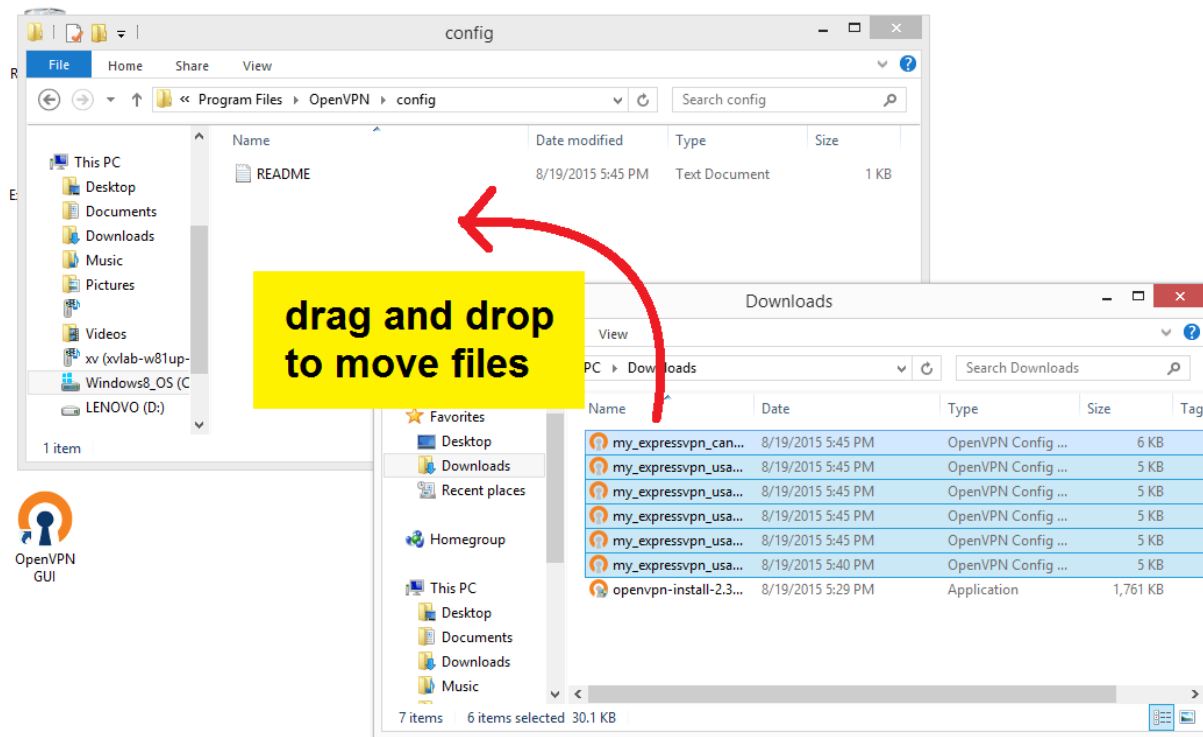 config
File Home Share View
« Program Files OpenVPN config
Search config
Name Date modified Type Size
README 8/19/2015 5:45 PM Text Document 1 KB
This PC
Desktop
Documents
Downloads
Music
Pictures
Videos
xv (xvlab-w81up-
Windows8_OS (C
LENOVO (D:)
1 item
drag and drop
to move files
OpenVPN
GUI
Downloads
View
PC Downloads
Search Downloads
Name Date Type Size Tag
Favorites
Desktop
Downloads
Recent places
Homegroup
This PC
Desktop
Documents
Downloads
Music
my_expressvpn_can... 8/19/2015 5:45 PM OpenVPN Config ... 6 KB
my_expressvpn_usa... 8/19/2015 5:45 PM OpenVPN Config ... 5 KB
my_expressvpn_usa... 8/19/2015 5:45 PM OpenVPN Config ... 5 KB
my_expressvpn_usa... 8/19/2015 5:45 PM OpenVPN Config ... 5 KB
my_expressvpn_usa... 8/19/2015 5:45 PM OpenVPN Config ... 5 KB
my_expressvpn_usa... 8/19/2015 5:40 PM OpenVPN Config ... 5 KB
openvpn-install-2.3... 8/19/2015 5:29 PM Application 1,761 KB
7 items 6 items selected 30.1 KB